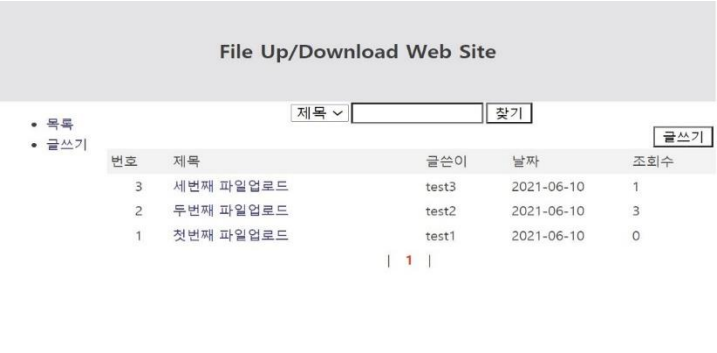 File Up/Download Web Site
제목 찾기
• 목록
• 글쓰기
글쓰기
번호 제목 글쓴이 날짜 조회수
3 세번째 파일업로드 test3 2021-06-10 1
2 두번째 파일업로드 test2 2021-06-10 3
1 첫번째 파일업로드 test1 2021-06-10 0
| 1 |